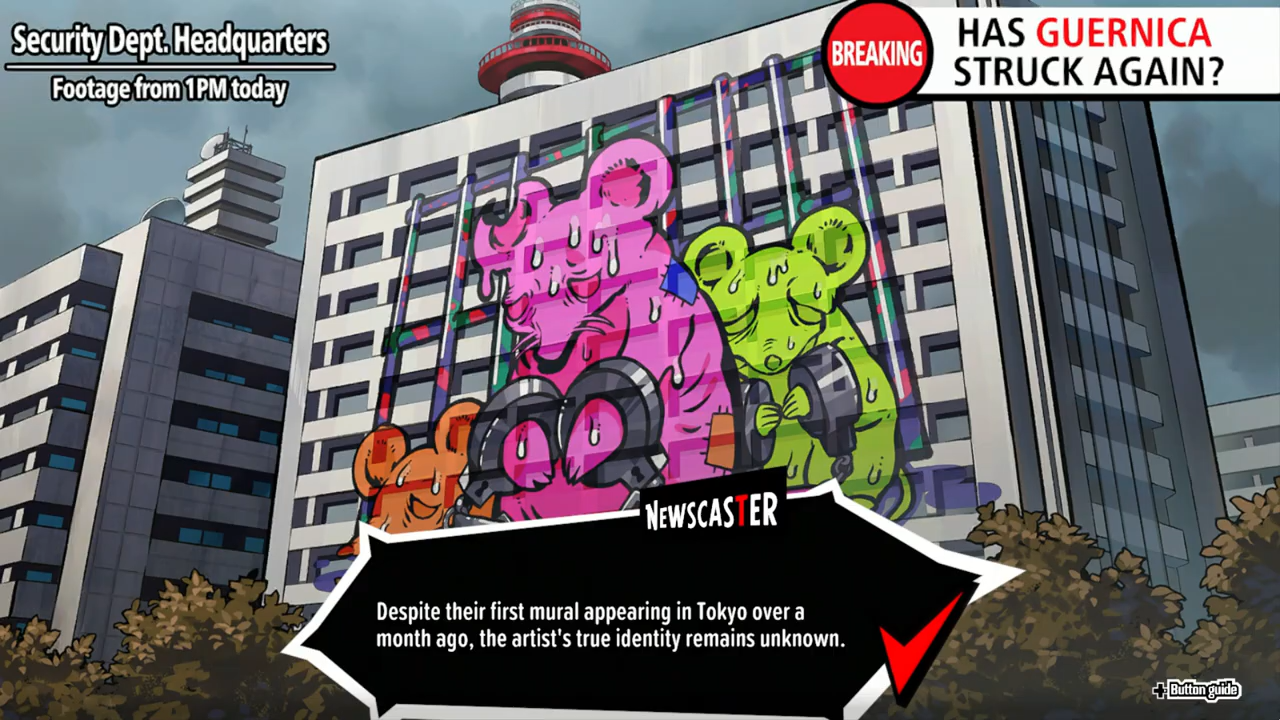 Security Dept. Headquarters
Footage from 1PM today
BREAKING
HAS GUERNICA
STRUCK AGAIN?
NEWSCASTER
Despite their first mural appearing in Tokyo over a
month ago, the artist's true identity remains unknown.
+ Button guide